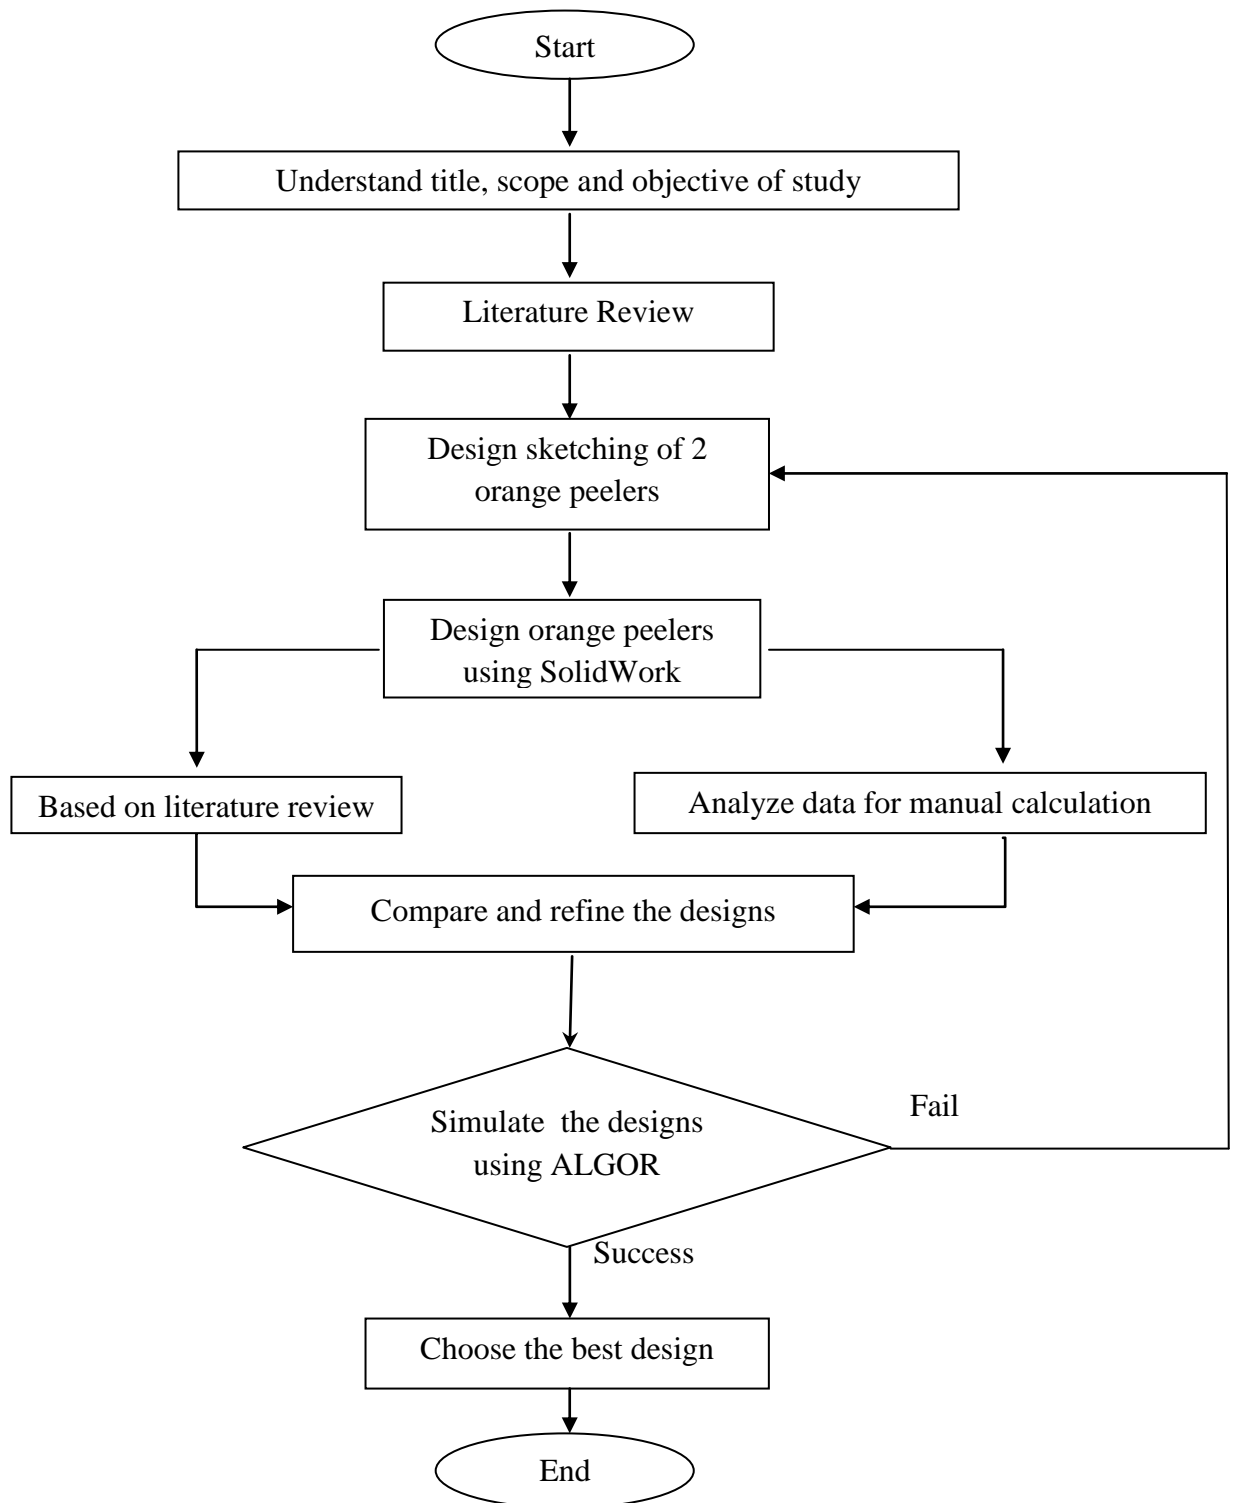 Start
Understand title, scope and objective of study
Literature Review
Design sketching of 2
orange peelers
Design orange peelers
using SolidWork
Based on literature review
Analyze data for manual calculation
Compare and refine the designs
Simulate  the designs
using ALGOR
Fail
Success
Choose the best design
End